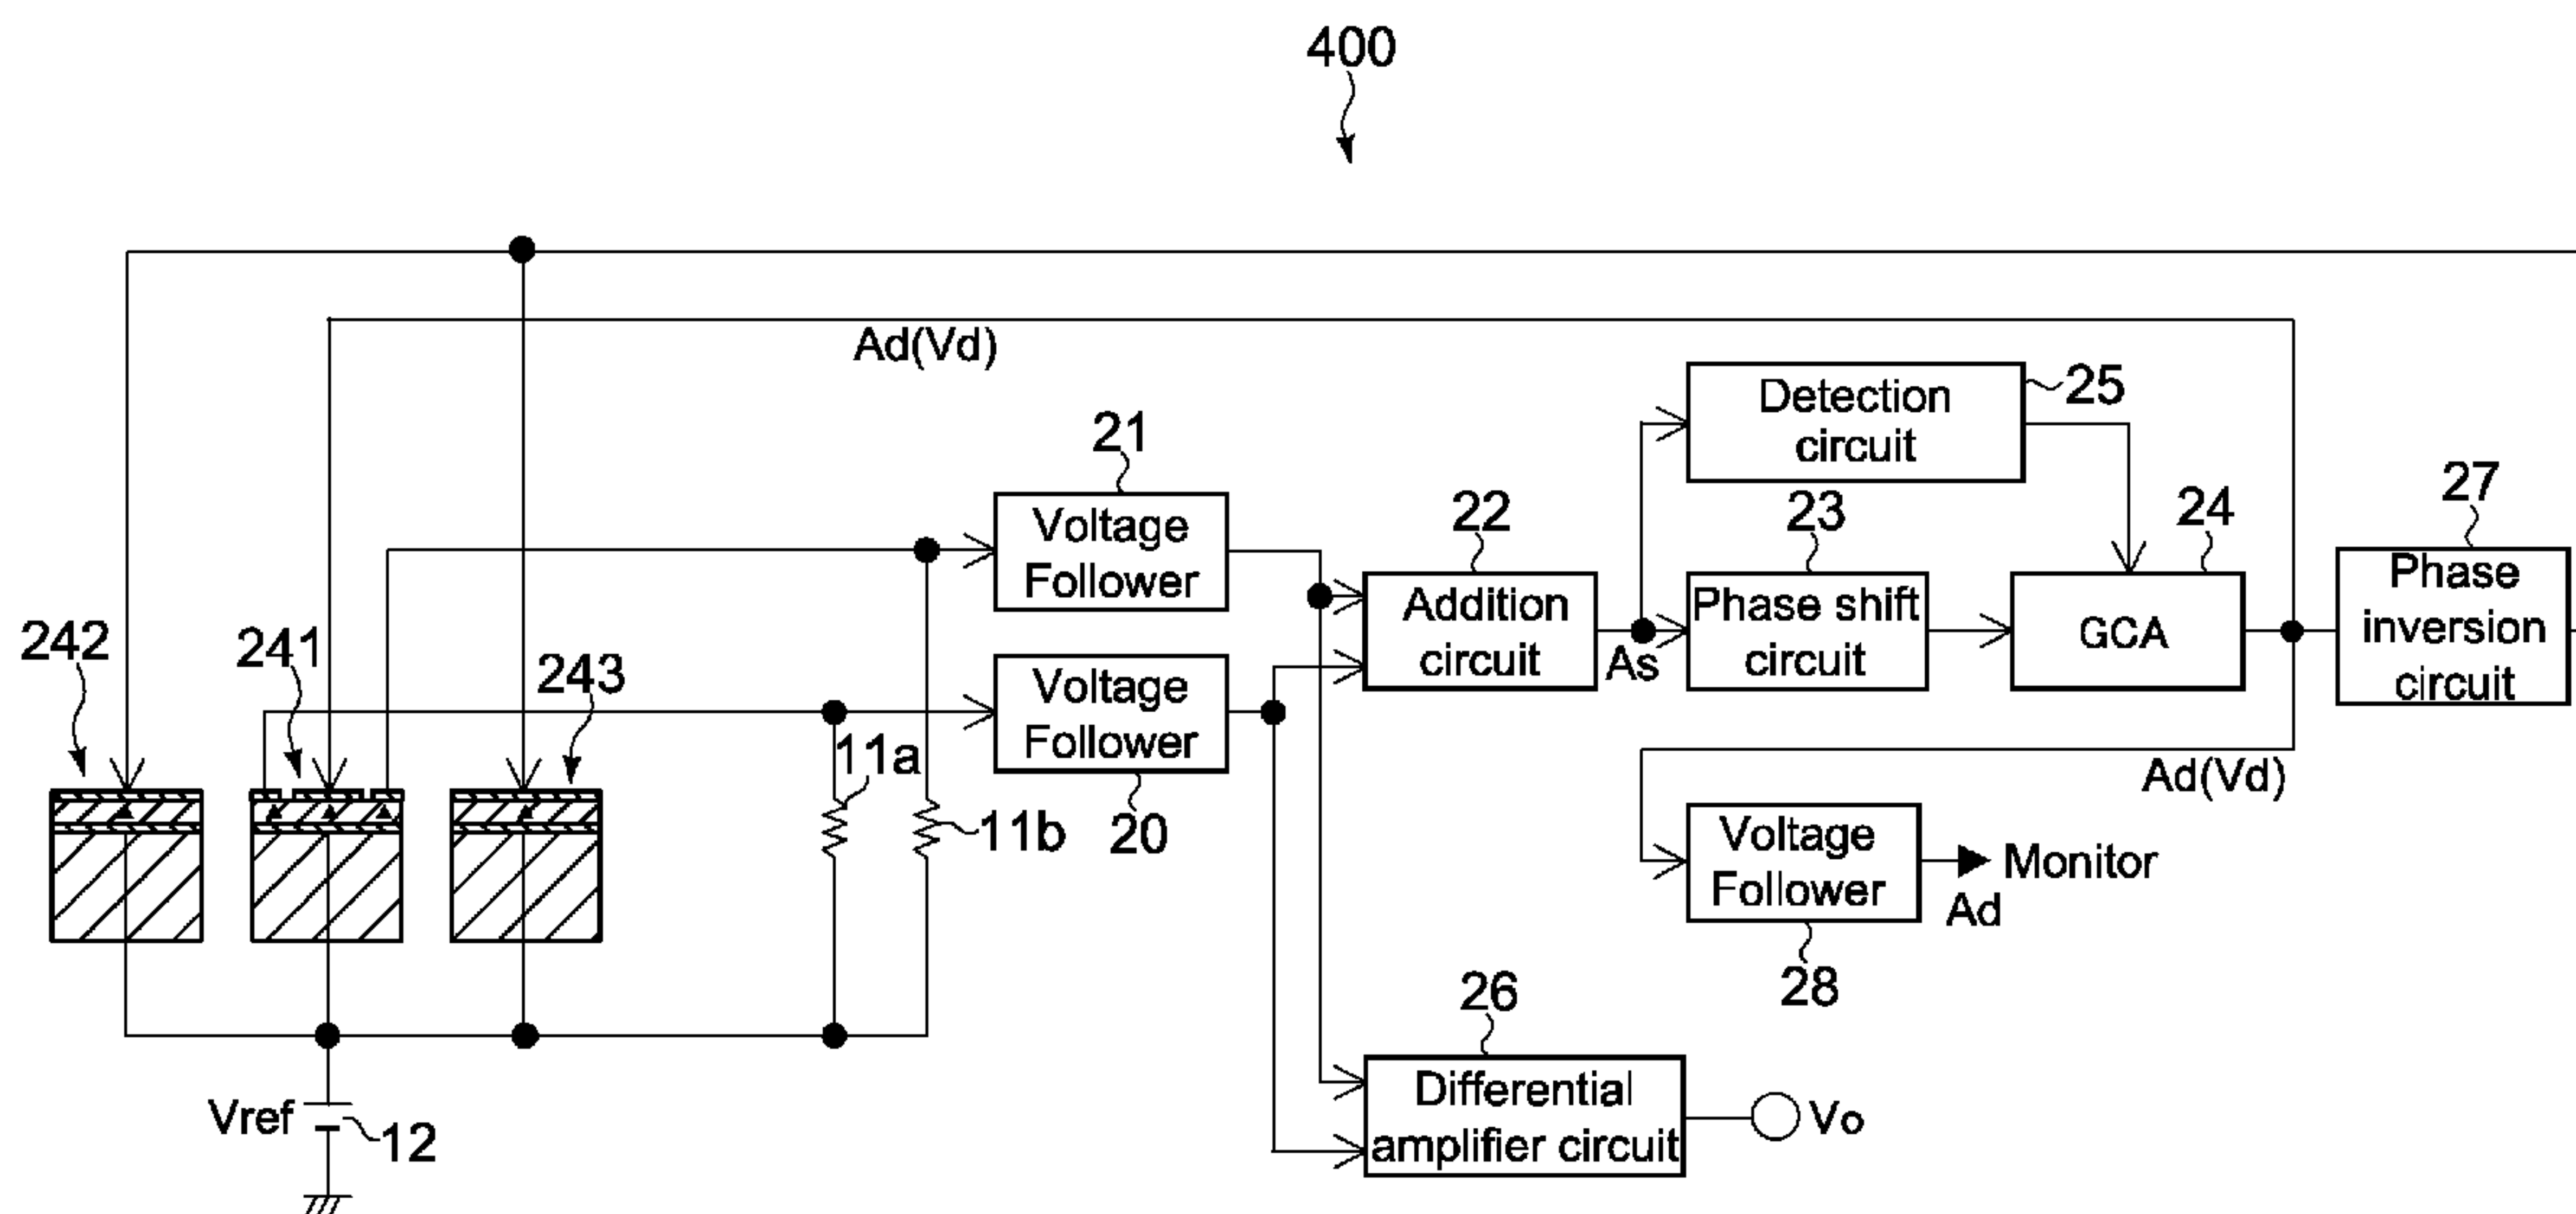 400
Ad(Vd)
Detection
circuit
25
21
Voltage
Follower
22
Addition
circuit
As
23
Phase shift
circuit
24
GCA
27
Phase
inversion
circuit
242
241
243
Voltage
Follower
20
11a
11b
Ad(Vd)
Voltage
Follower
28
Monitor
Ad
26
Differential
amplifier circuit
Vo
Vref
12